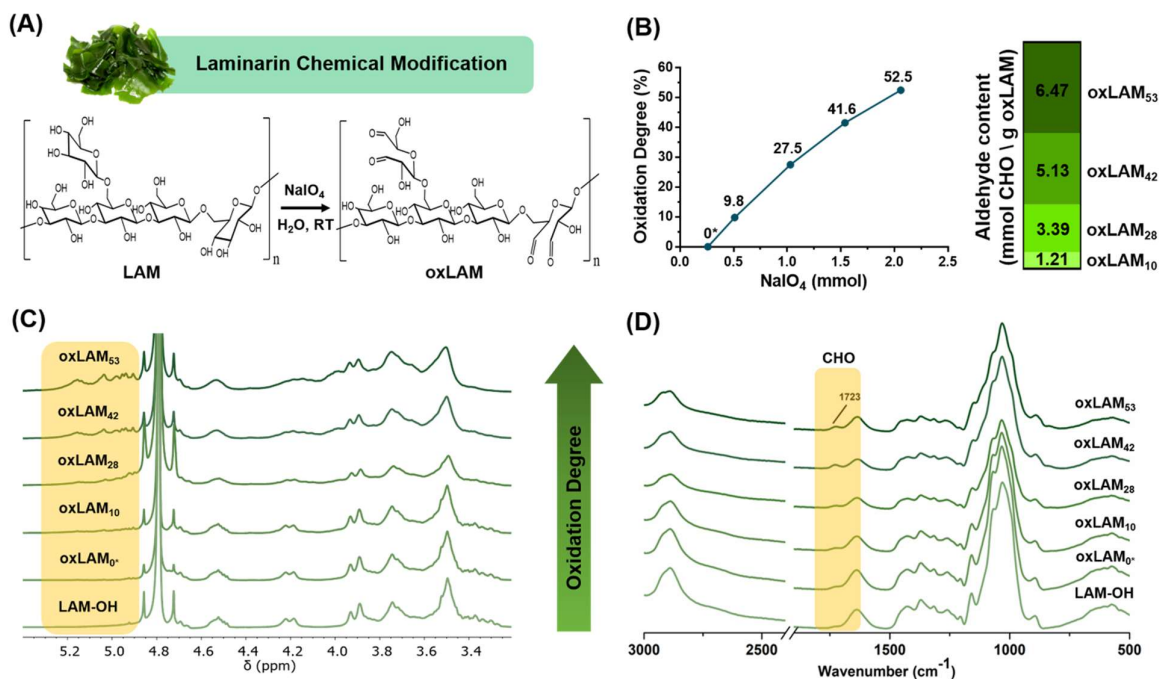 (A)
Laminarin Chemical Modification
NaIO4
H2O, RT
LAM
oxLAM
n
n
(B)
Oxidation Degree (%)
60
50
40
30
20
10
0
0*
9.8
27.5
41.6
52.5
0.0 0.5 1.0 1.5 2.0 2.5
NaIO4 (mmol)
Aldehyde content
(mmol CHO \ g oxLAM)
6.47 oxLAM53
5.13 oxLAM42
3.39 oxLAM28
1.21 oxLAM10
(C)
oxLAM53
oxLAM42
oxLAM28
oxLAM10
oxLAM0*
LAM-OH
5.2 5.0 4.8 4.6 4.4 4.2 4.0 3.8 3.6 3.4
δ (ppm)
Oxidation Degree
(D)
CHO
1723
oxLAM53
oxLAM42
oxLAM28
oxLAM10
oxLAM0*
LAM-OH
3000 2500 1500 1000 500
Wavenumber (cm-1)